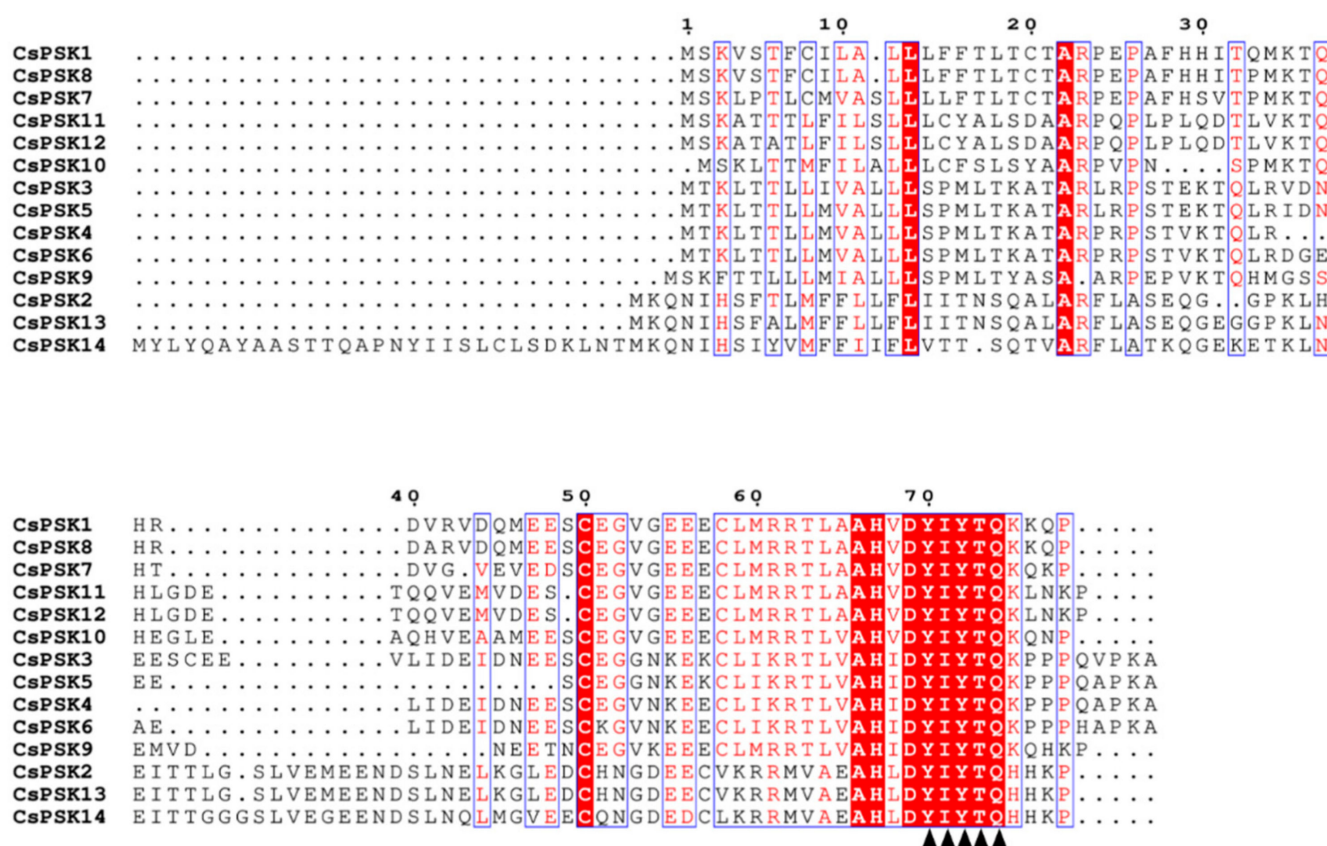 1 10 20 30
CsPSK1 ................................MSKVSTFCILA.LLLFFTLTCTARPEPAFHHITQMKTQ
CsPSK8 ................................MSKVSTFCILA.LLLFFTLTCTARPEPAFHHITPMKTQ
CsPSK7 ................................MSKLPTLCMVASLLLLFTLTCTARPEPAFHSVTPMKTQ
CsPSK11 ................................MSKATTTLFILSLLLCYALSDAARPQPLPLQDTLVKTQ
CsPSK12 ................................MSKATATLFILSLLLCYALSDAARPQPLPLQDTLVKTQ
CsPSK10 .................................MSKLTTMFILALLLCFSLSYAARPVPN....SPMKTQ
CsPSK3 ................................MTKLTTLLIVALLLSPMLTKATARLRPSTEKTQLRVDN
CsPSK5 ................................MTKLTTLLMVALLLSPMLTKATARLRPSTEKTQLRIDN
CsPSK4 ................................MTKLTTLLMVALLLSPMLTKATARPRPSTVKTQLR...
CsPSK6 ................................MTKLTTLLMVALLLSPMLTKATARPRPSTVKTQLRDGE
CsPSK9 ...............................MSKFTTLLLMIALLLSPMLTYASA.ARPEPVKTQHMGSS
CsPSK2 .............................MKQNIHSFTLMFFLLFLIITNSQALARFLASEQG..GPKLH
CsPSK13 .............................MKQNIHSFALMFFLLFLIITNSQALARFLASEQGEGGPKLN
CsPSK14 MYLYQAYAASTTQAPNYIISLCLSDKLNTMKQNIHSIYVMFFIIFLVTT.SQTVARFLATKQGEKETKLN
40 50 60 70
CsPSK1 HR..............DVRVDQMEESCEGVGEEECLMRRTLAAHVDYIYTQKKQP.....
CsPSK8 HR..............DARVDQMEESCEGVGEEECLMRRTLAAHVDYIYTQKKQP.....
CsPSK7 HT..............DVG.VEVEDSCEGVGEEECLMRRTLAAHVDYIYTQKQKP.....
CsPSK11 HLGDE..........TQQVEMVDES.CEGVGEEECLMRRTLVAHVDYIYTQKLNKP....
CsPSK12 HLGDE..........TQQVEMVDES.CEGVGEEECLMRRTLVAHVDYIYTQKLNKP....
CsPSK10 HEGLE..........AQHVEAAMEESCEGVGEEECLMRRTLVAHVDYIYTQKQNP.....
CsPSK3 EESCEE.........VLIDEIDNEESCEGGNKEKCLIKRTLVAHIDYIYTQKPPPQVPKA
CsPSK5 EE.......................SCEGGNKEKCLIKRTLVAHIDYIYTQKPPPQAPKA
CsPSK4 ................LIDEIDNEESCEGVNKEECLIKRTLVAHIDYIYTQKPPPQAPKA
CsPSK6 AE..............LIDEIDNEESCKGVNKEECLIKRTLVAHIDYIYTQKPPPHAPKA
CsPSK9 EMVD.................NEETNCEGVKEEECLMRRTLVAHIDYIYTQKQHKP....
CsPSK2 EITTLG.SLVEMEENDSLNELKGLEDCHNGDEECVKRRMVAEAHLDYIYTQHHKP.....
CsPSK13 EITTLG.SLVEMEENDSLNELKGLEDCHNGDEECVKRRMVAEAHLDYIYTQHHKP.....
CsPSK14 EITTGGGSLVEGEENDSLNQLMGVEECQNGDEDCLKRRMVAEAHLDYIYTQHHKP.....